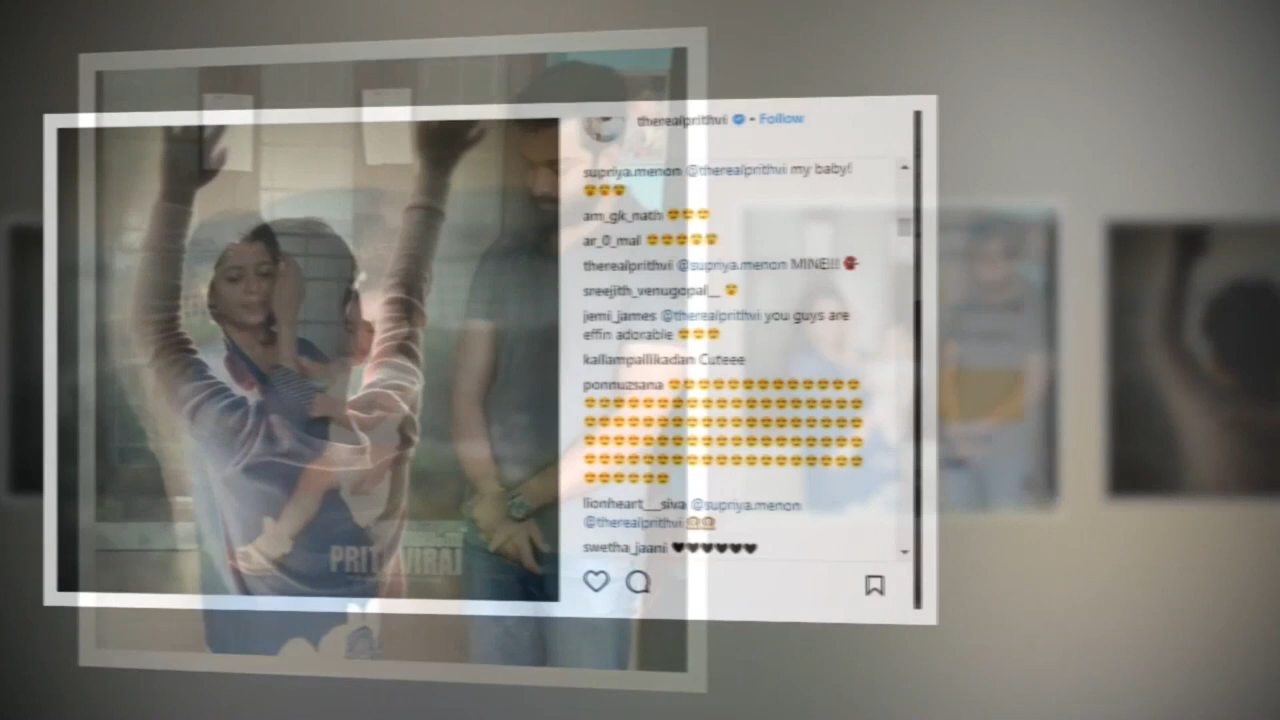 therealprithvi • Follow
supriya.menon @therealprithvi my baby!
😍😍😍
am_gk_nath 😍😍😍
ar_0_mal 😍😍😍😍😍
therealprithvi @supriya.menon MINE!!!
sreejith_venugopal__ 😍
jemi_james @therealprithvi you guys are
effin adorable 😍😍😍
kallampallikadan Cuteee
ponnuzsana 😍😍😍😍😍😍😍😍😍😍😍😍😍
😍😍😍😍😍😍😍😍😍😍😍😍😍😍😍😍😍😍😍
😍😍😍😍😍😍😍😍😍😍😍😍😍😍😍😍😍😍😍
😍😍😍😍😍😍😍😍😍😍😍😍😍😍😍😍😍😍😍
😍😍😍😍😍😍😍😍😍😍😍😍😍😍😍😍😍😍😍
😍😍😍😍😍😍
lionheart__siva @supriya.menon
@therealprithvi
swetha_jaani 🖤🖤🖤🖤🖤🖤